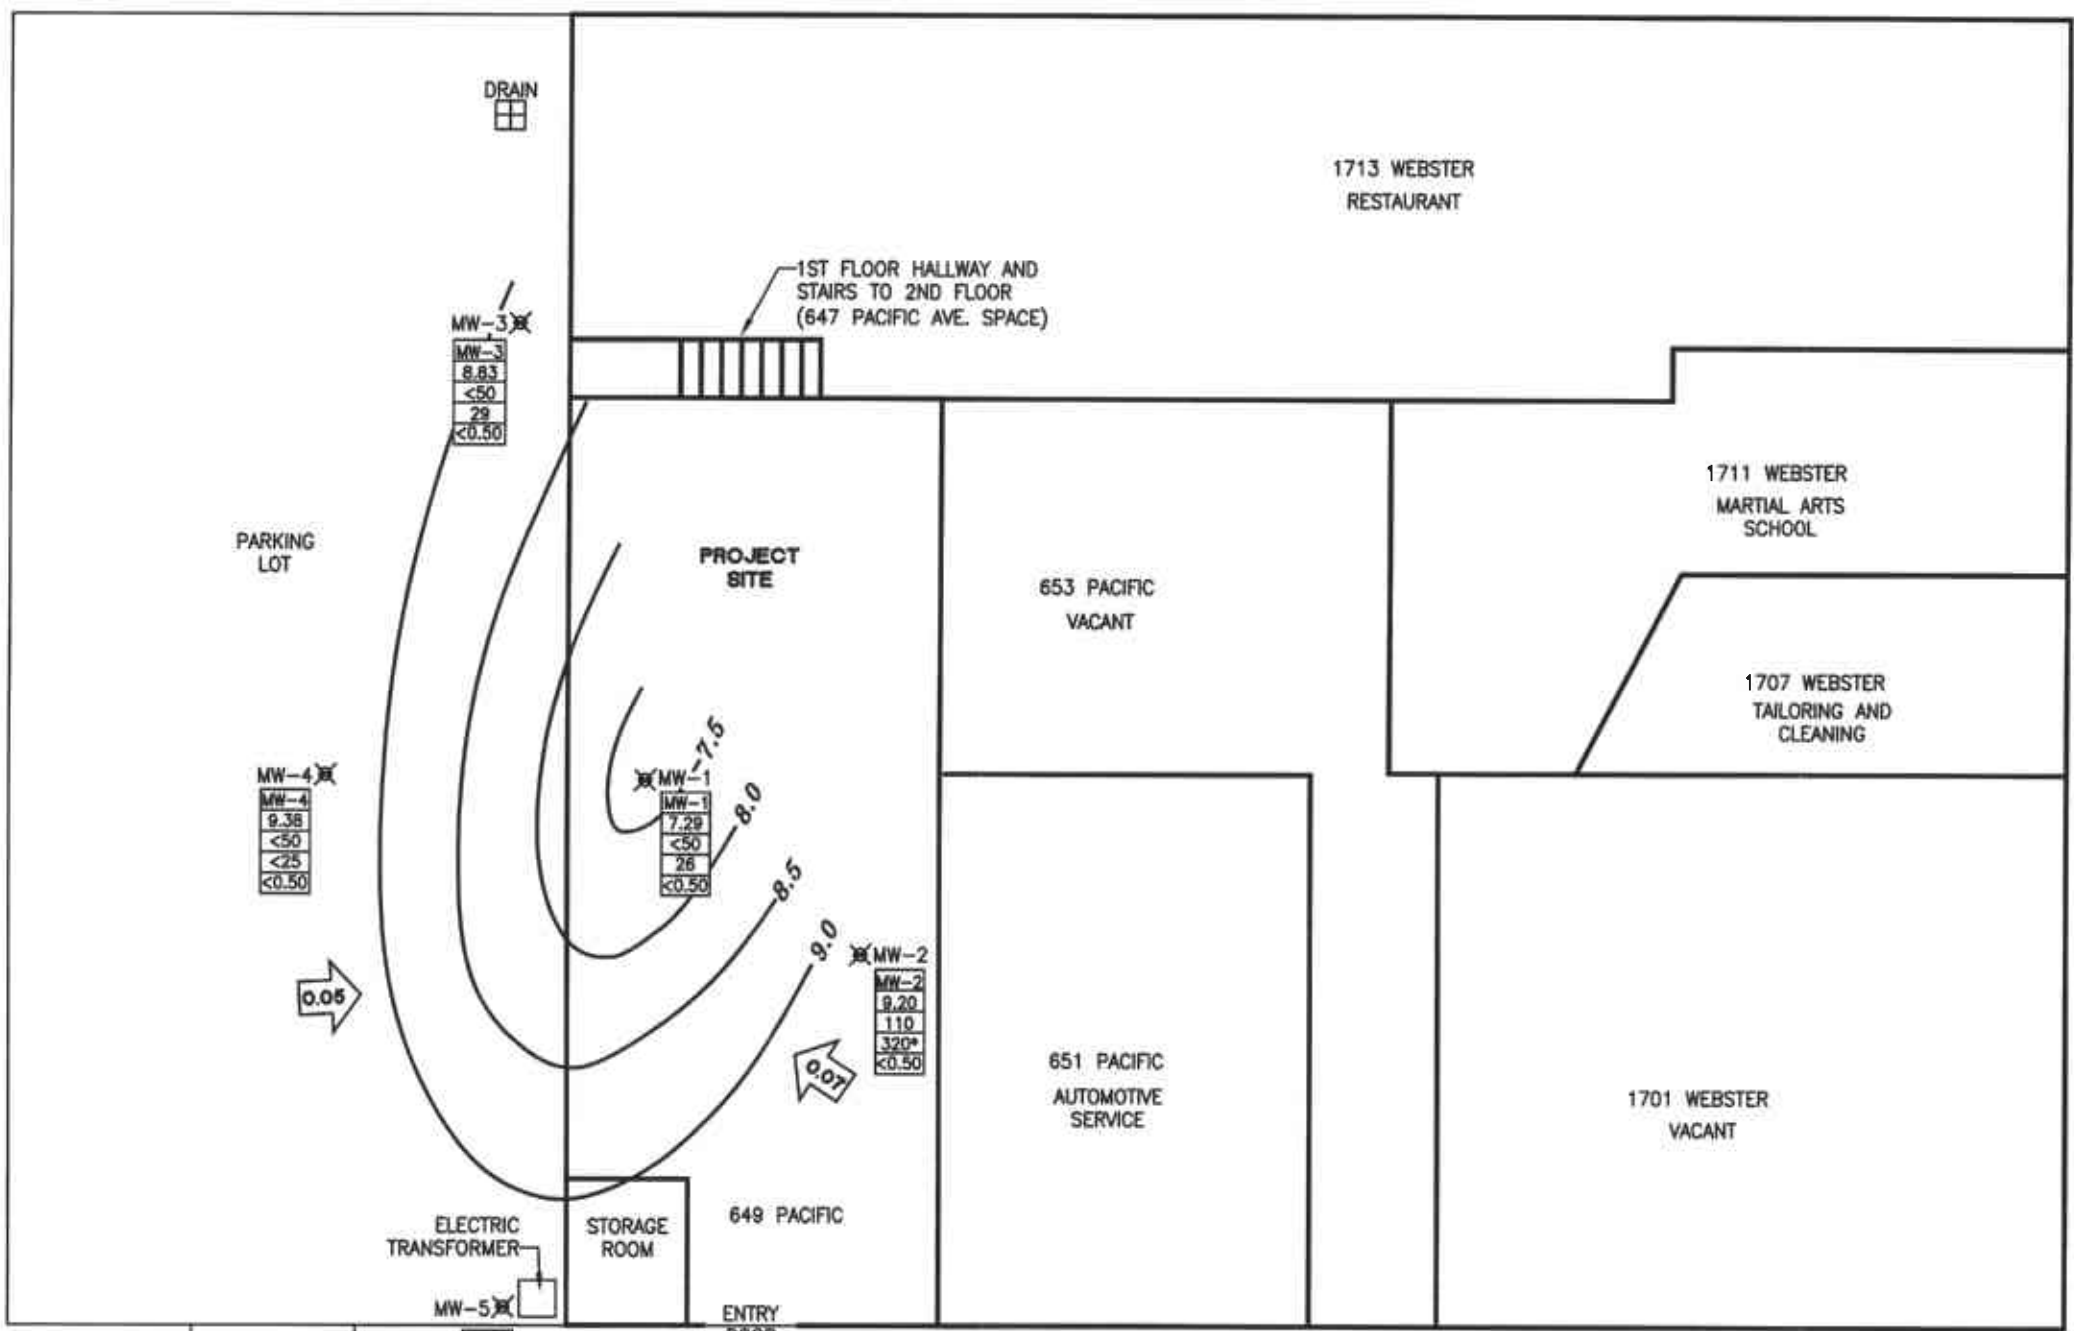 DRAIN
1713 WEBSTER
RESTAURANT
1ST FLOOR HALLWAY AND
STAIRS TO 2ND FLOOR
(647 PACIFIC AVE. SPACE)
MW-3
MW-3
8.83
<50
29
<0.50
PARKING
LOT
PROJECT
SITE
653 PACIFIC
VACANT
1711 WEBSTER
MARTIAL ARTS
SCHOOL
1707 WEBSTER
TAILORING AND
CLEANING
MW-4
MW-4
9.38
<50
<25
<0.50
MW-1
MW-1
7.29
<50
26
<0.50
7.5
8.0
8.5
9.0
MW-2
MW-2
9.20
110
320*
<0.50
0.05
0.07
651 PACIFIC
AUTOMOTIVE
SERVICE
1701 WEBSTER
VACANT
ELECTRIC
TRANSFORMER
STORAGE
ROOM
649 PACIFIC
MW-5
ENTRY